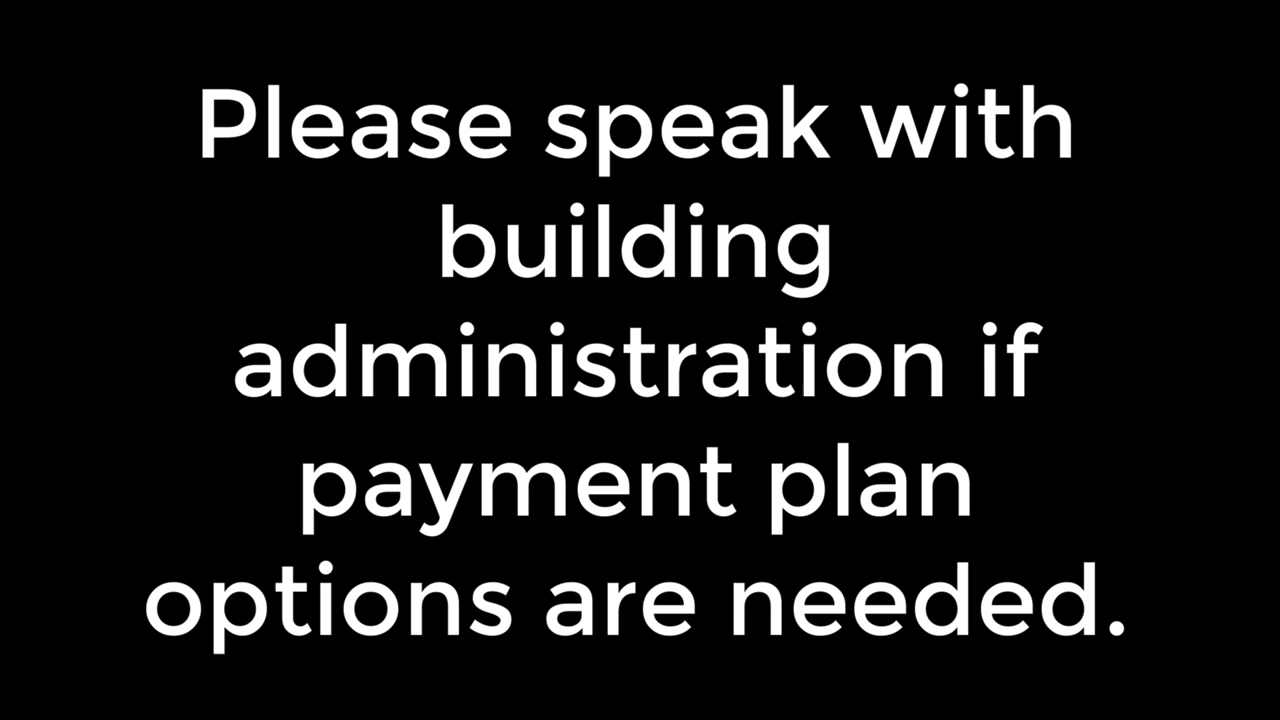 Please speak with
building
administration if
payment plan
options are needed.